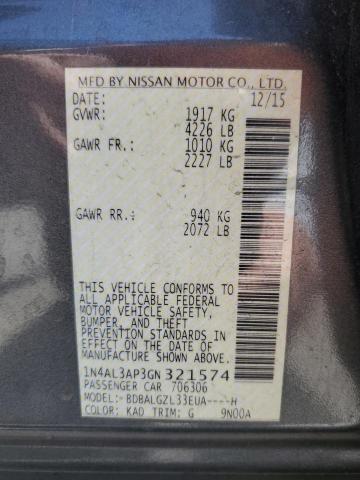 MFD BY NISSAN MOTOR CO., LTD.
DATE: 12/15
GVWR: 1917 KG
4226 LB
GAWR FR.: 1010 KG
2227 LB
GAWR RR.: 940 KG
2072 LB
THIS VEHICLE CONFORMS TO
ALL APPLICABLE FEDERAL
MOTOR VEHICLE SAFETY,
BUMPER, AND THEFT
PREVENTION STANDARDS IN
EFFECT ON THE DATE OF
MANUFACTURE SHOWN ABOVE.
1N4AL3AP3GN 321574
PASSENGER CAR 706306
MODEL: BDBALGZL33EUA----H
COLOR: KAD TRIM: G 9N00A